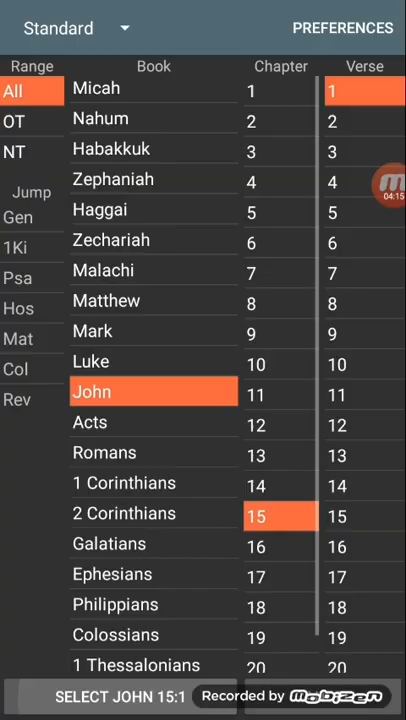 Standard PREFERENCES
Range Book Chapter Verse
All Micah 1 1
OT Nahum 2 2
NT Habakkuk 3 3
Zephaniah 4 4
Jump Haggai 5 5
Gen Zechariah 6 6
1Ki Malachi 7 7
Psa Matthew 8 8
Hos Mark 9 9
Mat Luke 10 10
Col John 11 11
Rev Acts 12 12
Romans 13 13
1 Corinthians 14 14
2 Corinthians 15 15
Galatians 16 16
Ephesians 17 17
Philippians 18 18
Colossians 19 19
1 Thessalonians 20 20
04:15
SELECT JOHN 15:1 Recorded by mobizen